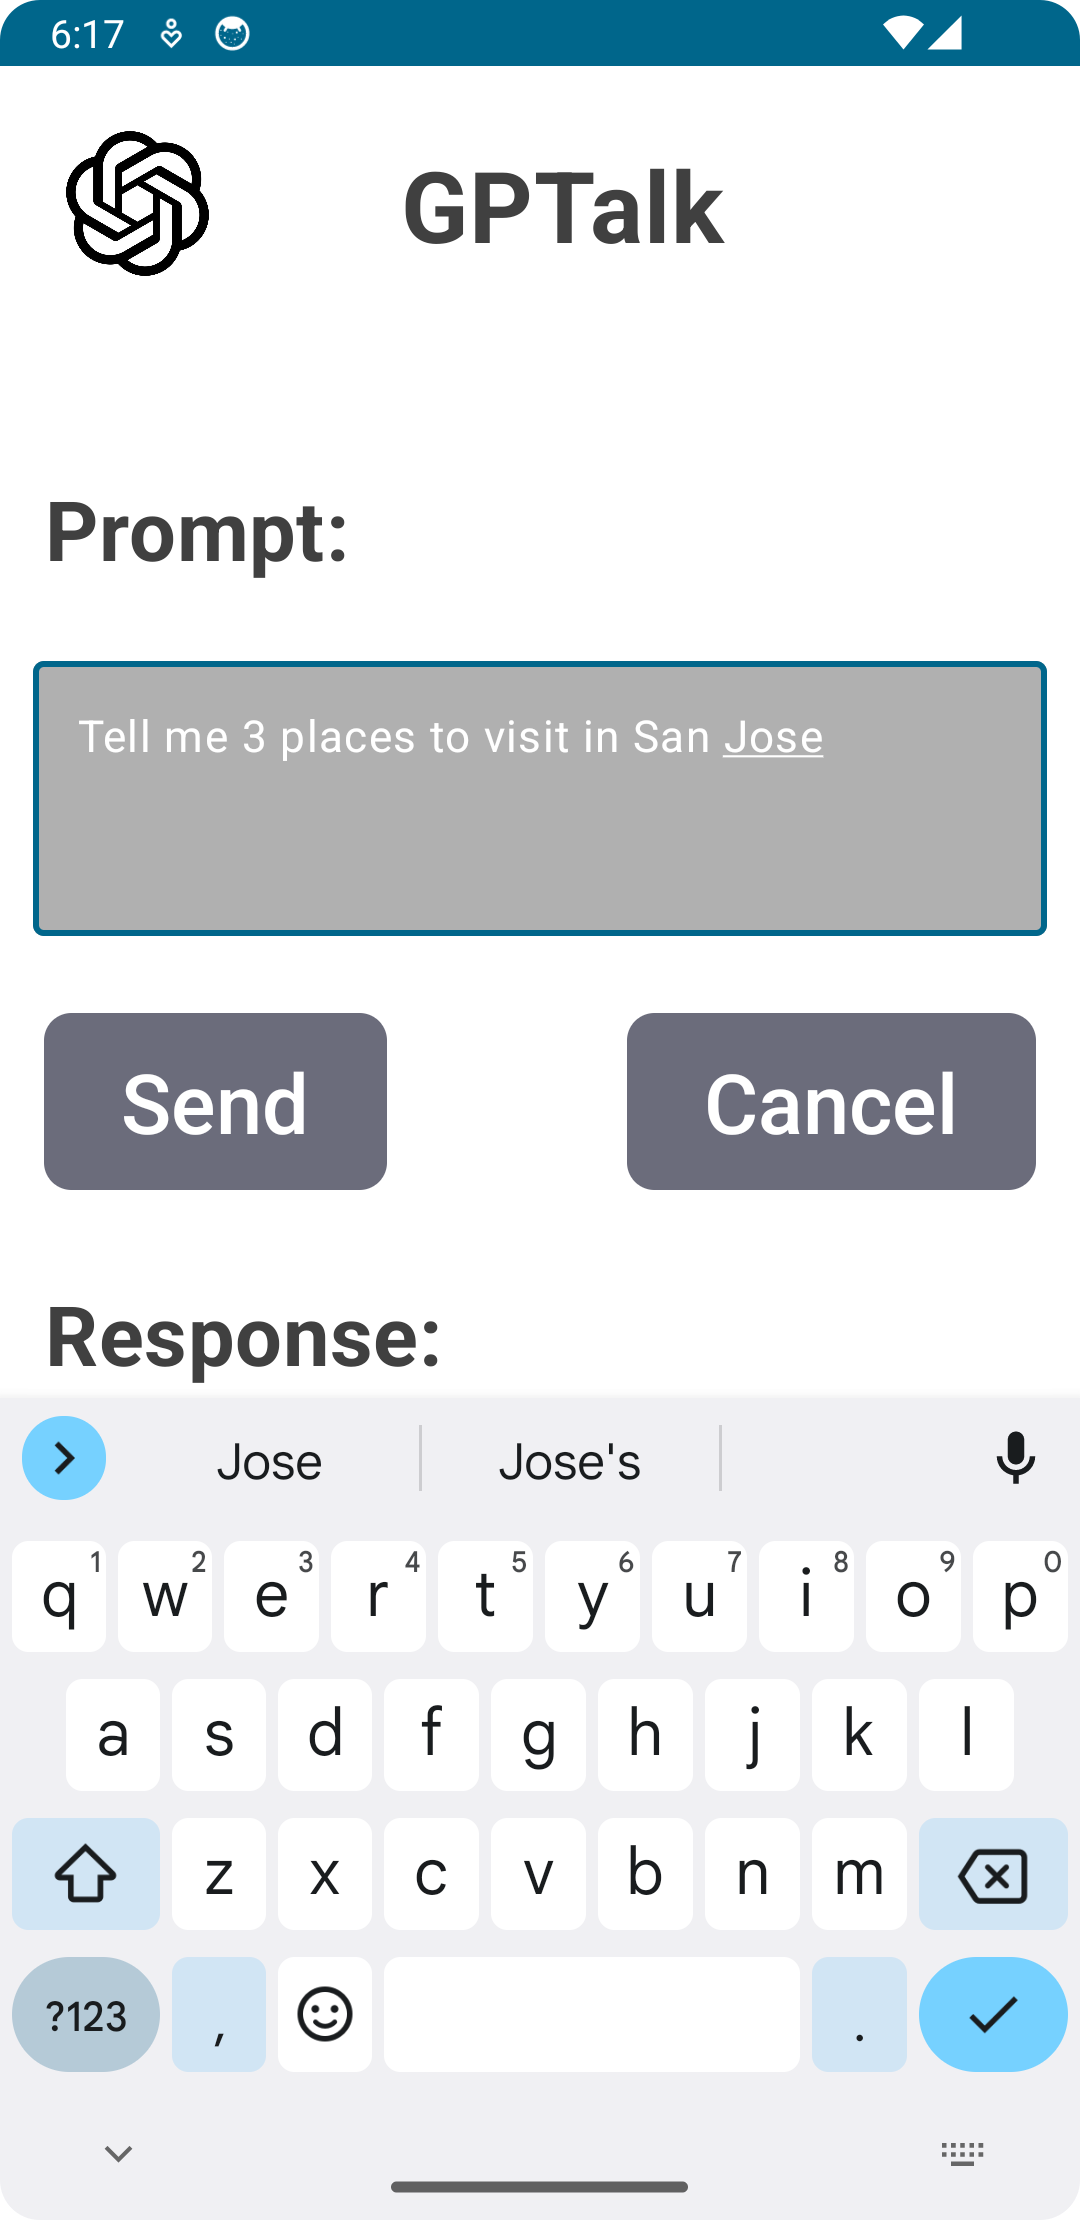 6:17
GPTalk
Prompt:
Tell me 3 places to visit in San Jose
Send Cancel
Response:
Jose Jose's
q 1 w 2 e 3 r 4 t 5 y 6 u 7 i 8 o 9 p 0
a s d f g h j k l
z x c v b n m
?123 , .